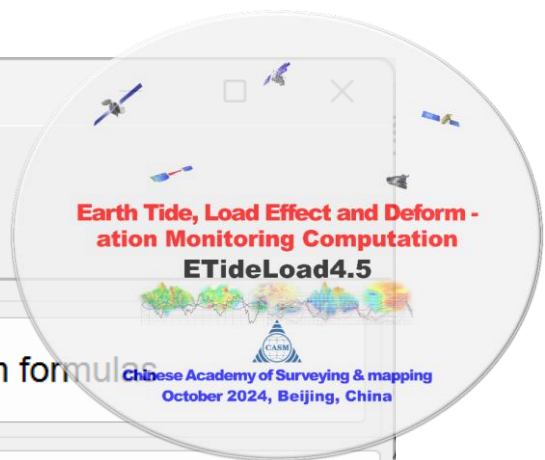 Earth Tide, Load Effect and Deform -
ation Monitoring Computation
ETideLoad4.5
n formulas
CASM
Chinese Academy of Surveying & mapping
October 2024, Beijing, China